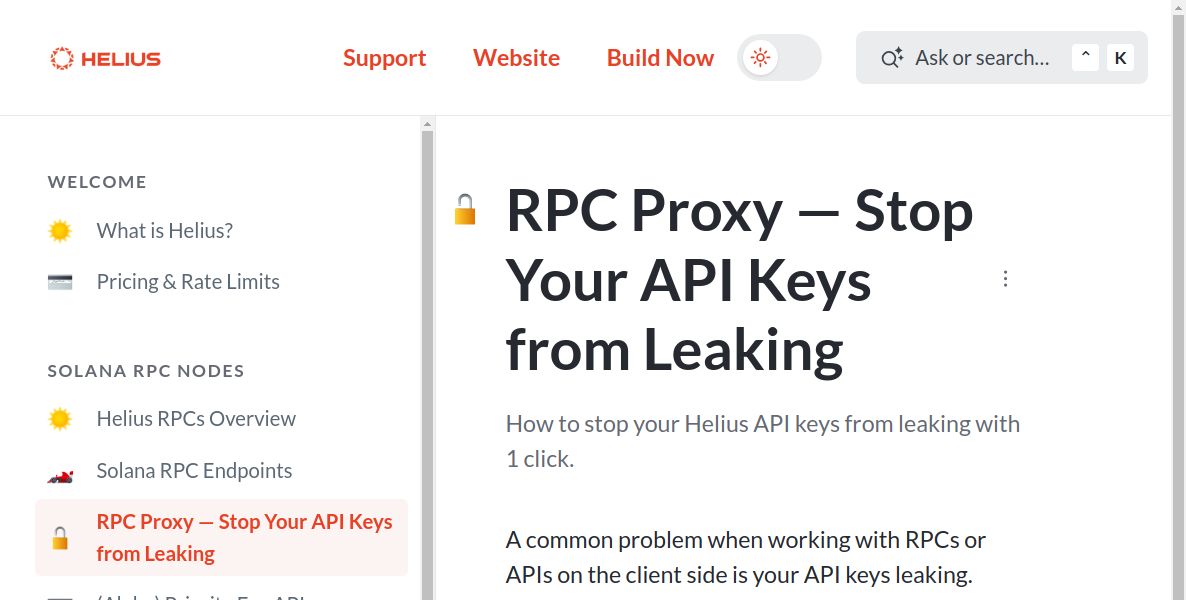 HELIUS
Support
Website
Build Now
Ask or search...
⌃
K
WELCOME
What is Helius?
Pricing & Rate Limits
SOLANA RPC NODES
Helius RPCs Overview
Solana RPC Endpoints
RPC Proxy — Stop Your API Keys
from Leaking
RPC Proxy — Stop
Your API Keys
from Leaking
How to stop your Helius API keys from leaking with
1 click.
A common problem when working with RPCs or
APIs on the client side is your API keys leaking.